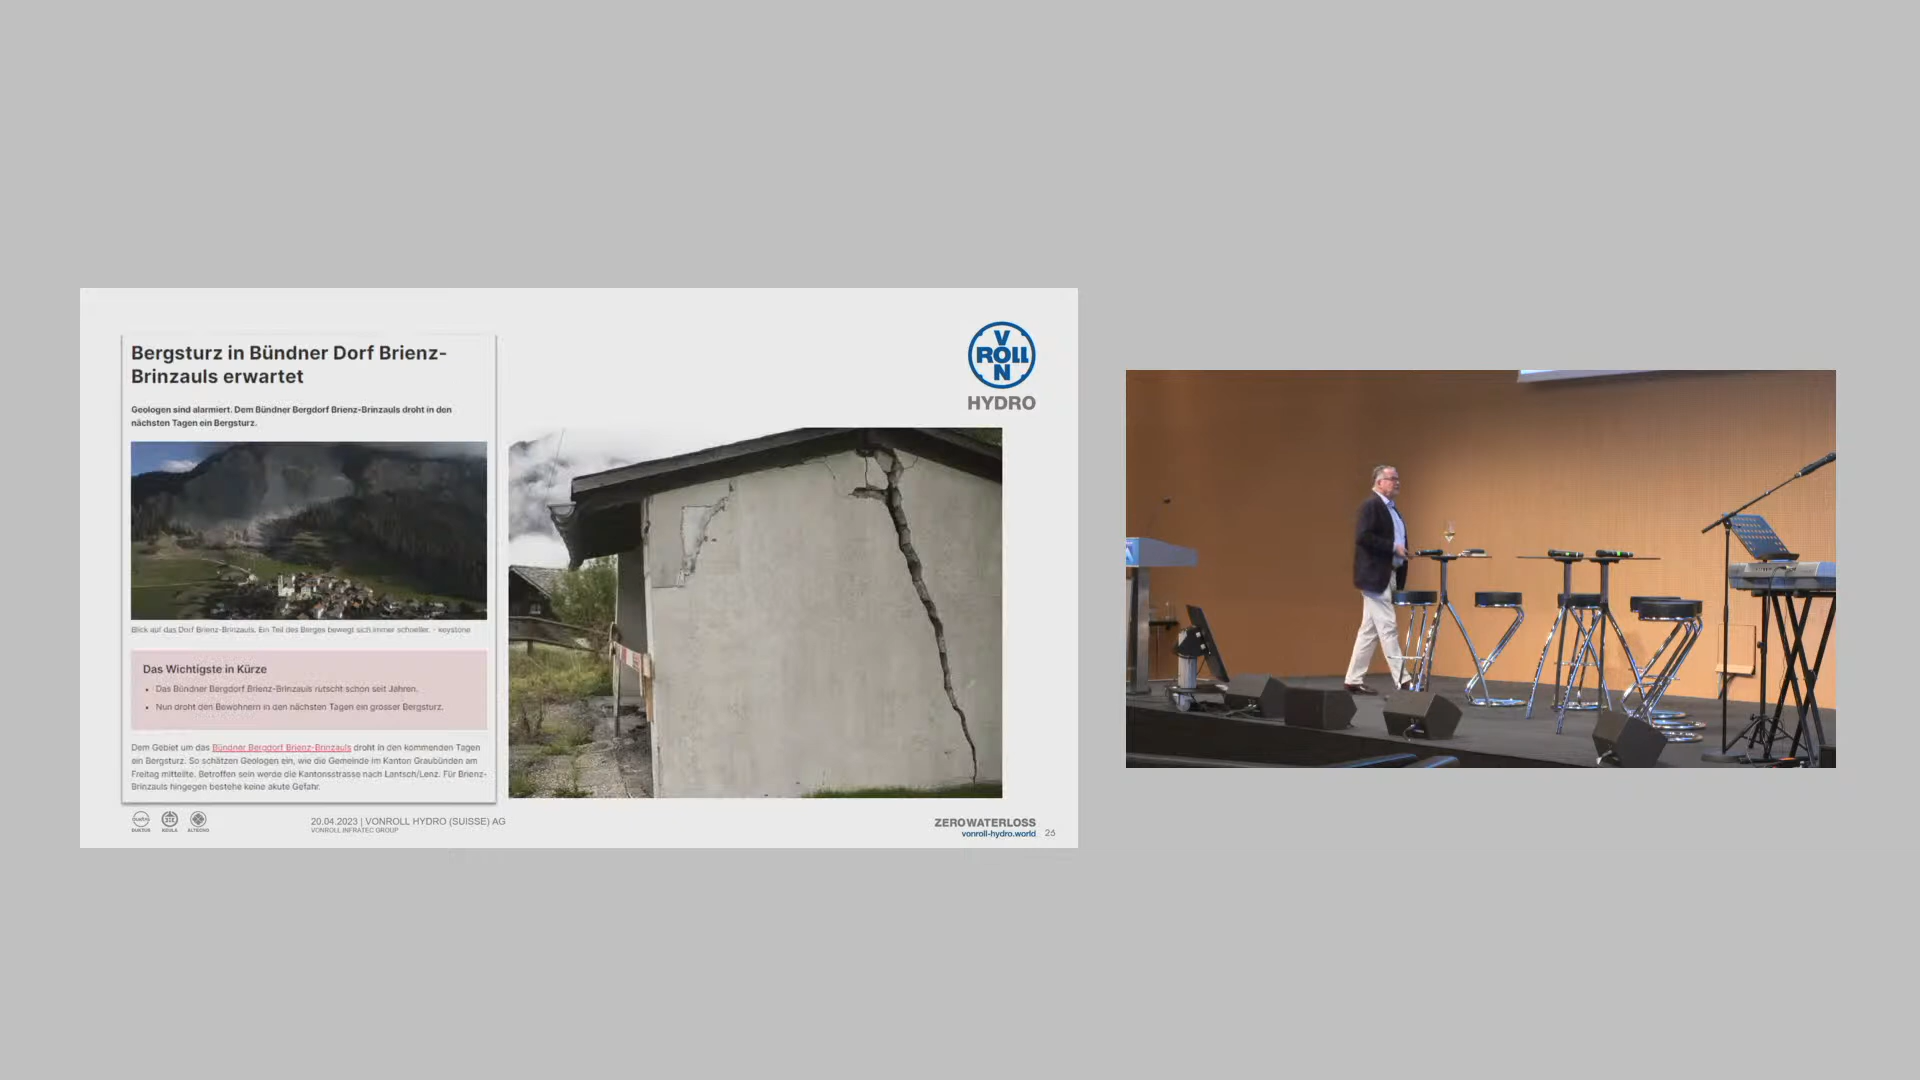 Bergsturz in Bündner Dorf Brienz-
Brinzauls erwartet
Geologen sind alarmiert. Dem Bündner Bergdorf Brienz-Brinzauls droht in den
nächsten Tagen ein Bergsturz.
Blick auf das Dorf Brienz-Brinzauls. Ein Teil des Berges bewegt sich immer schneller. - keystone
Das Wichtigste in Kürze
• Das Bündner Bergdorf Brienz-Brinzauls rutscht schon seit Jahren.
• Nun droht den Bewohnern in den nächsten Tagen ein grosser Bergsturz.
Dem Gebiet um das Bündner Bergdorf Brienz-Brinzauls droht in den kommenden Tagen
ein Bergsturz. So schätzen Geologen ein, wie die Gemeinde im Kanton Graubünden am
Freitag mitteilte. Betroffen sein werde die Kantonsstrasse nach Lantsch/Lenz. Für Brienz-
Brinzauls hingegen bestehe keine akute Gefahr.
V
ROLL
N
HYDRO
DUKTUS
KEULA
ALTECHO
20.04.2023 | VONROLL HYDRO (SUISSE) AG
VONROLL INFRATEC GROUP
ZEROWATERLOSS
vonroll-hydro.world
26